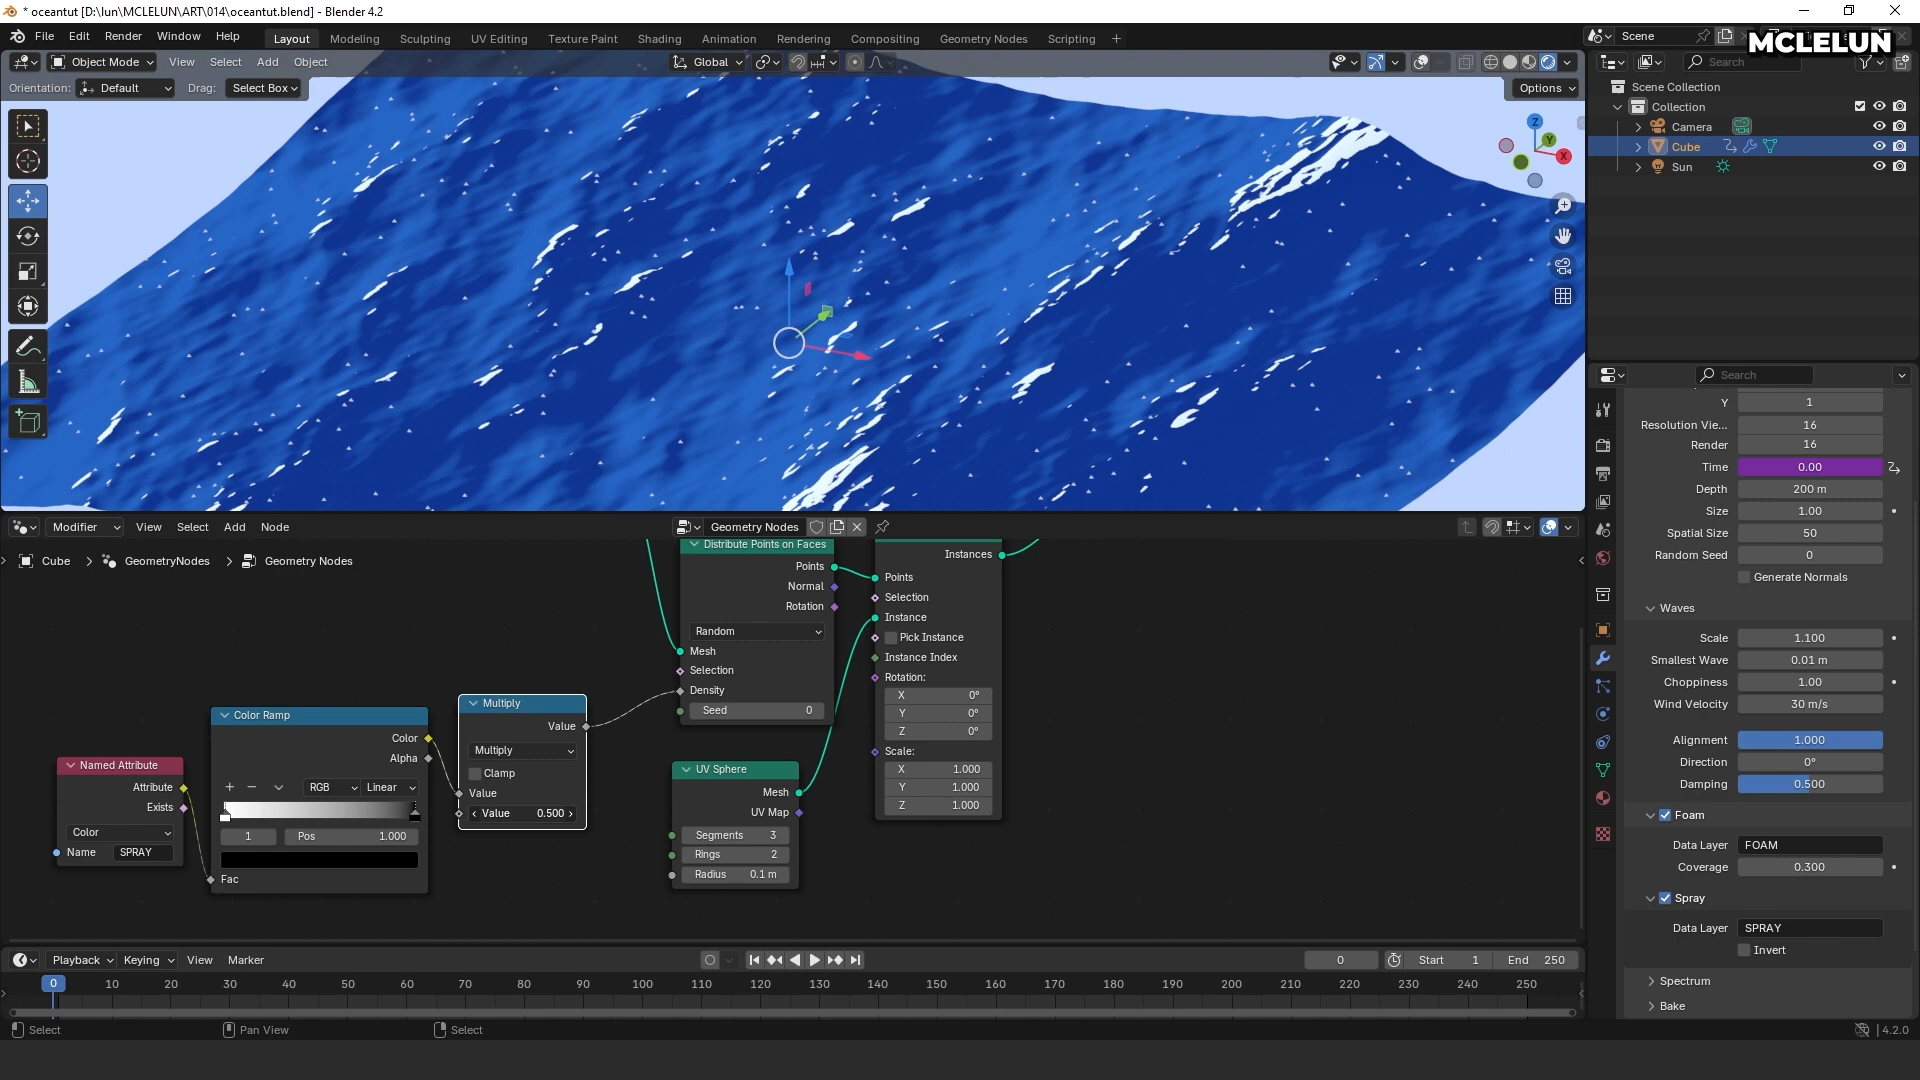 * oceantut [D:\lun\MCLELUN\ART\014\oceantut.blend] - Blender 4.2
File Edit Render Window Help Layout Modeling Sculpting UV Editing Texture Paint Shading Animation Rendering Compositing Geometry Nodes Scripting + Scene
MCLELUN
Object Mode View Select Add Object Global Search
Orientation: Default Drag: Select Box Options
Scene Collection
Collection
Camera
Cube
Sun
Z
Y
X
Search
Y 1
Resolution Vie... 16
Render 16
Time 0.00
Depth 200 m
Size 1.00
Spatial Size 50
Random Seed 0
Generate Normals
Waves
Scale 1.100
Smallest Wave 0.01 m
Choppiness 1.00
Wind Velocity 30 m/s
Alignment 1.000
Direction 0°
Damping 0.500
Foam
Data Layer FOAM
Coverage 0.300
Spray
Data Layer SPRAY
Invert
Spectrum
Bake
Modifier View Select Add Node Geometry Nodes
Cube GeometryNodes Geometry Nodes
Named Attribute
Attribute
Exists
Color
Name SPRAY
Color Ramp
Color
Alpha
RGB Linear
1 Pos 1.000
Fac
Multiply
Value
Multiply
Clamp
Value
Value 0.500
Distribute Points on Faces
Points
Normal
Rotation
Random
Mesh
Selection
Density
Seed 0
UV Sphere
Mesh
UV Map
Segments 3
Rings 2
Radius 0.1 m
Instances
Points
Selection
Instance
Pick Instance
Instance Index
Rotation:
X 0°
Y 0°
Z 0°
Scale:
X 1.000
Y 1.000
Z 1.000
Playback Keying View Marker 0 Start 1 End 250
0 10 20 30 40 50 60 70 80 90 100 110 120 130 140 150 160 170 180 190 200 210 220 230 240 250
Select Pan View Select 4.2.0